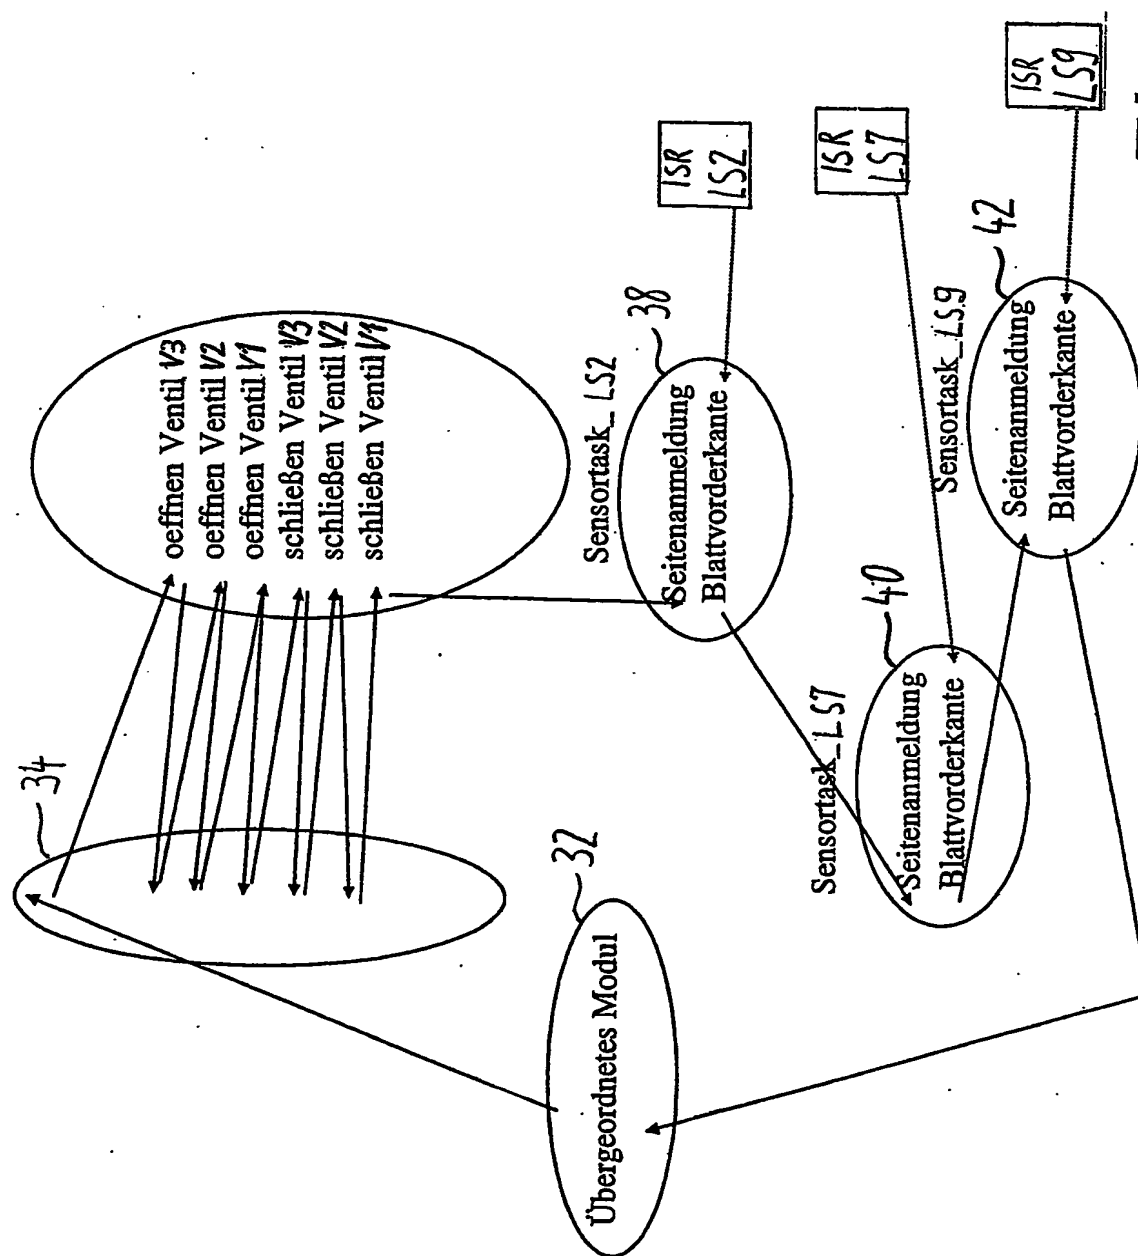 34
oeffnen Ventil V3
oeffnen Ventil V2
oeffnen Ventil V1
schließen Ventil V3
schließen Ventil V2
schließen Ventil V1
32
Übergeordnetes Modul
Sensortask_LS2
38
Seitenanmeldung
Blattvorderkante
ISR
LS2
Sensortask_LS7
40
Seitenanmeldung
Blattvorderkante
ISR
LS7
Sensortask_LS9
42
Seitenanmeldung
Blattvorderkante
ISR
LS9